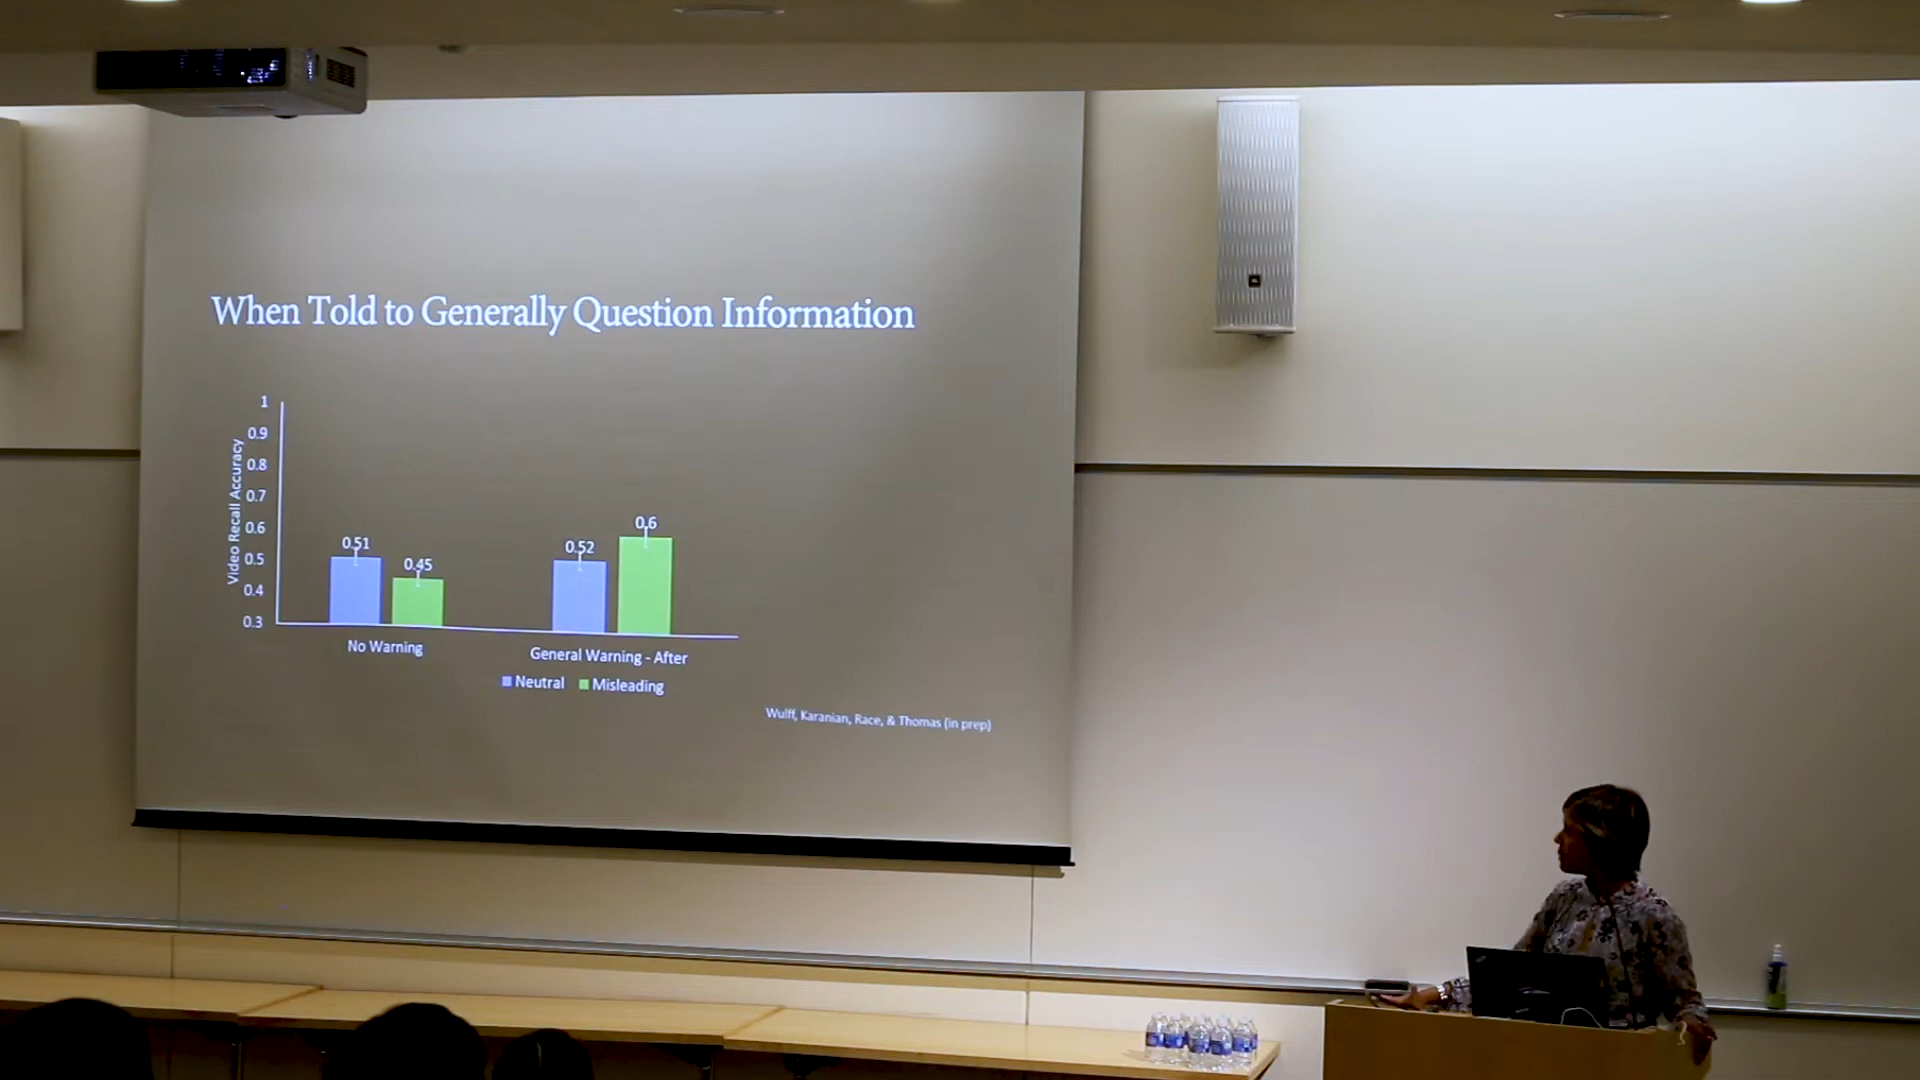 When Told to Generally Question Information
1
0.9
0.8
0.7
0.6
0.5
0.4
0.3
Video Recall Accuracy
0.51
0.45
0.52
0.6
No Warning
General Warning - After
Neutral
Misleading
Wulff, Karanian, Race, & Thomas (in prep)